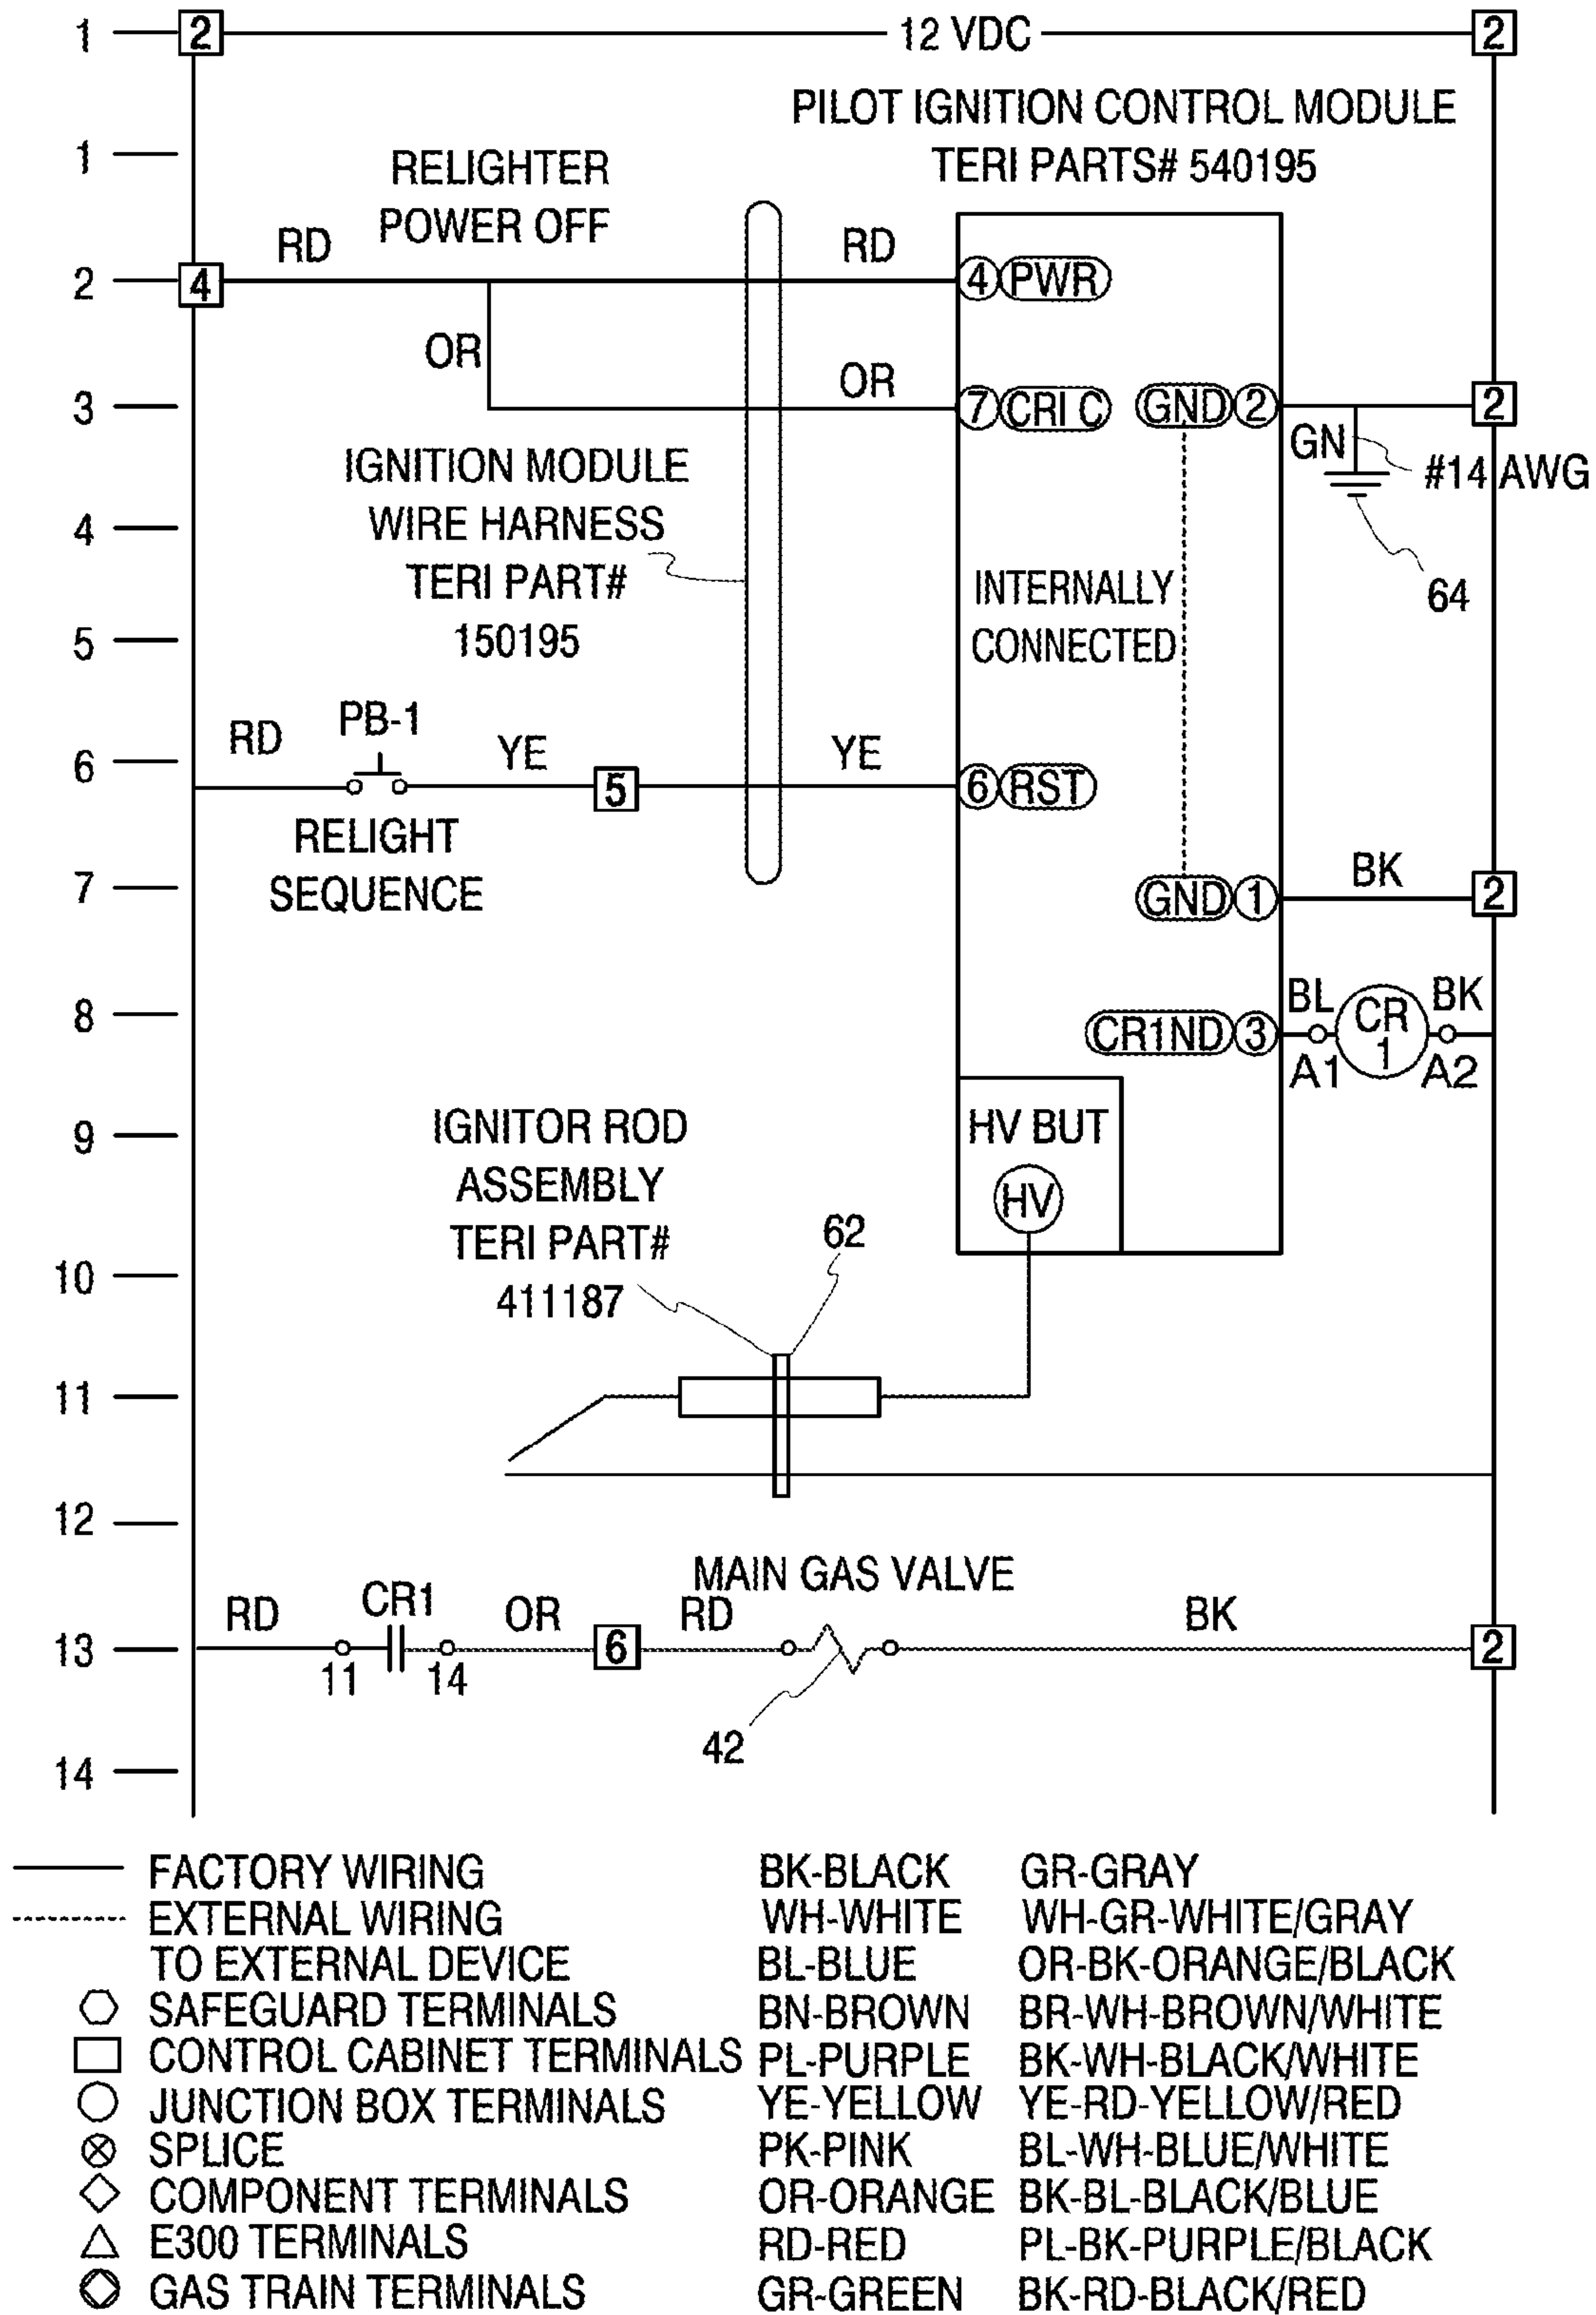 1 2 12 VDC 2
PILOT IGNITION CONTROL MODULE
1 RELIGHTER TERI PARTS# 540195
POWER OFF
RD RD
2 4 4 PWR
OR OR
3 7 CRI C GND 2 2
GN #14 AWG
IGNITION MODULE
4 WIRE HARNESS
TERI PART# INTERNALLY 64
5 150195 CONNECTED
RD PB-1 YE YE
6 5 6 RST
RELIGHT
SEQUENCE
7 GND 1 BK 2
8 BL CR BK
CR1ND 3 1
A1 A2
9 IGNITOR ROD HV BUT
ASSEMBLY HV
TERI PART# 62
10 411187
11
12
MAIN GAS VALVE
RD CR1 OR RD BK
13 6 2
11 14
42
14
FACTORY WIRING BK-BLACK GR-GRAY
EXTERNAL WIRING WH-WHITE WH-GR-WHITE/GRAY
TO EXTERNAL DEVICE BL-BLUE OR-BK-ORANGE/BLACK
SAFEGUARD TERMINALS BN-BROWN BR-WH-BROWN/WHITE
CONTROL CABINET TERMINALS PL-PURPLE BK-WH-BLACK/WHITE
JUNCTION BOX TERMINALS YE-YELLOW YE-RD-YELLOW/RED
SPLICE PK-PINK BL-WH-BLUE/WHITE
COMPONENT TERMINALS OR-ORANGE BK-BL-BLACK/BLUE
E300 TERMINALS RD-RED PL-BK-PURPLE/BLACK
GAS TRAIN TERMINALS GR-GREEN BK-RD-BLACK/RED